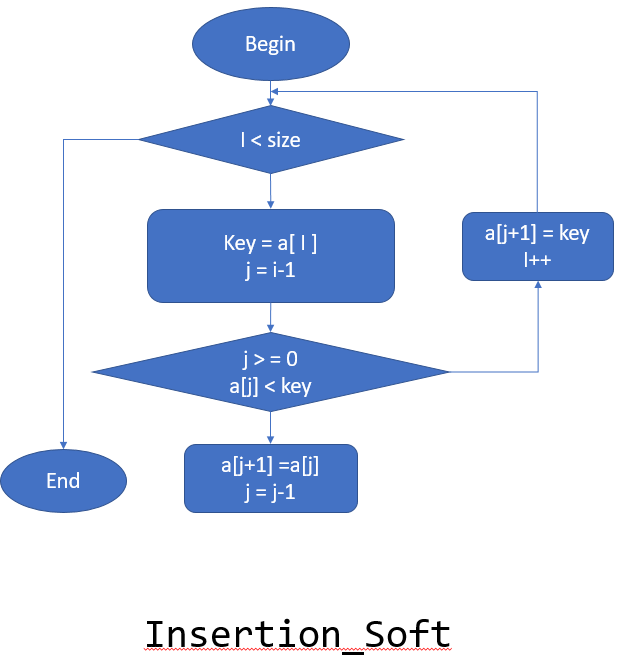 Begin
I < size
Key = a[ I ]
j = i-1
a[j+1] = key
I++
j > = 0
a[j] < key
a[j+1] =a[j]
j = j-1
End
Insertion_Soft